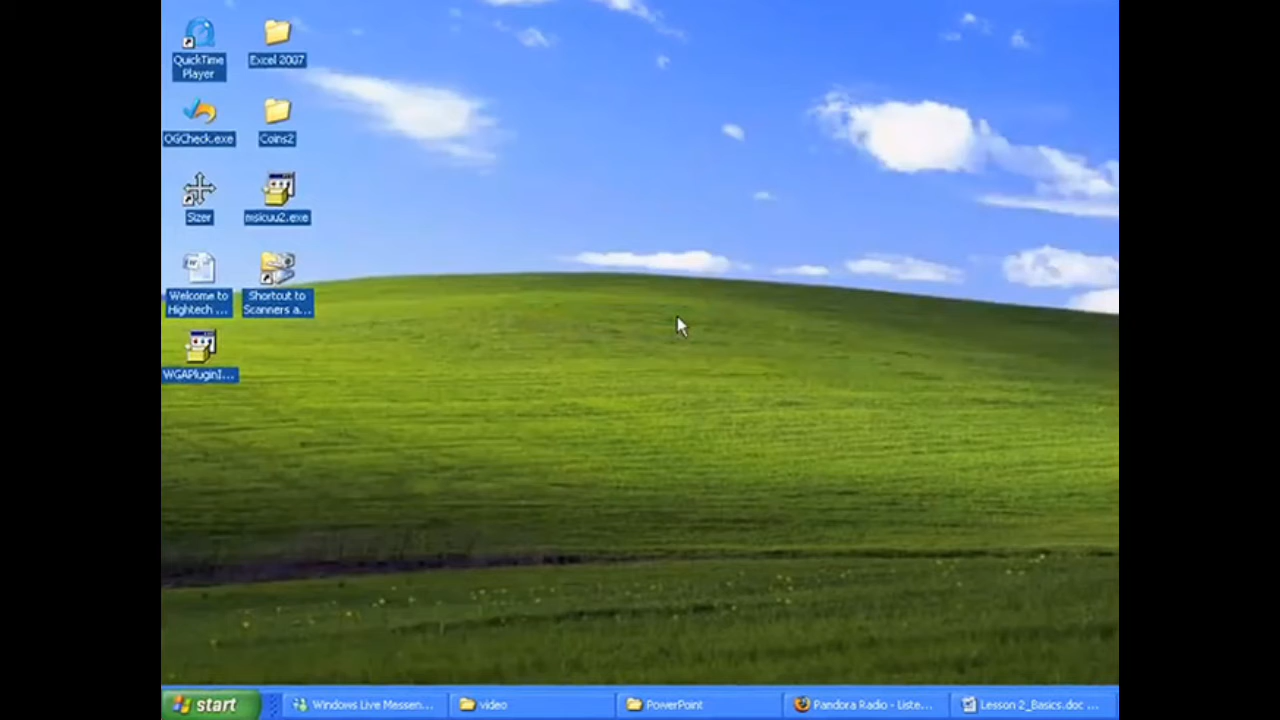 QuickTime
Player
Excel 2007
OGCheck.exe
Coins2
Sizer
msicuu2.exe
Welcome to
Hightech ...
Shortcut to
Scanners a...
WGAPluginI...
start
Windows Live Messen...
video
PowerPoint
Pandora Radio - Liste...
Lesson 2_Basics.doc ...